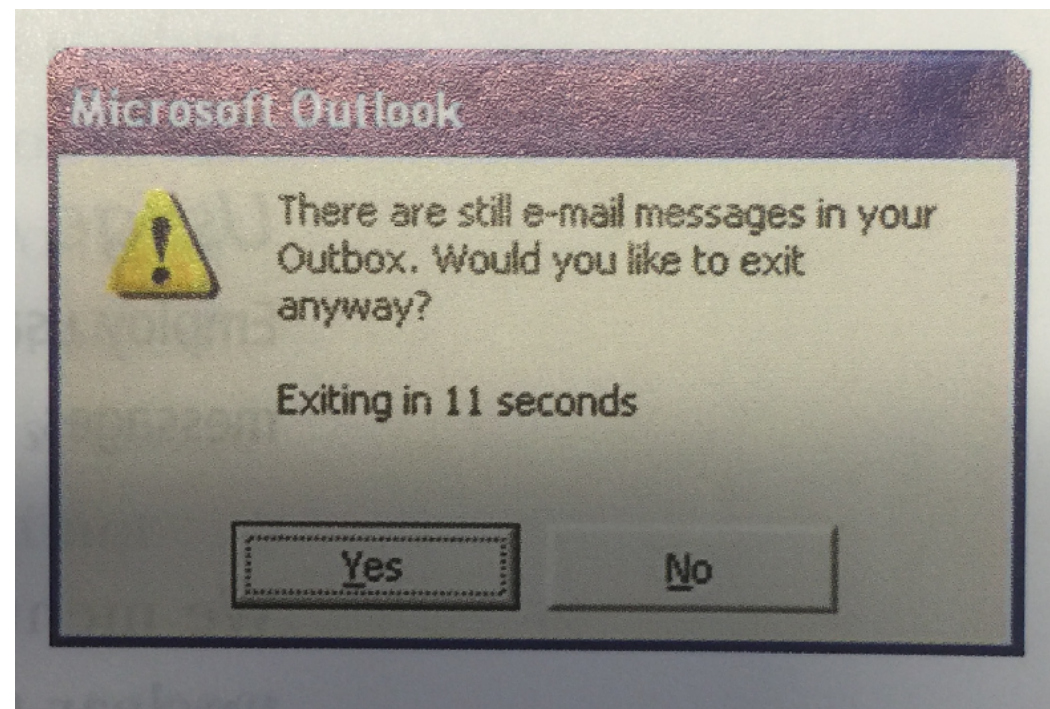 Microsoft Outlook
There are still e-mail messages in your
Outbox. Would you like to exit
anyway?
Exiting in 11 seconds
Yes
No